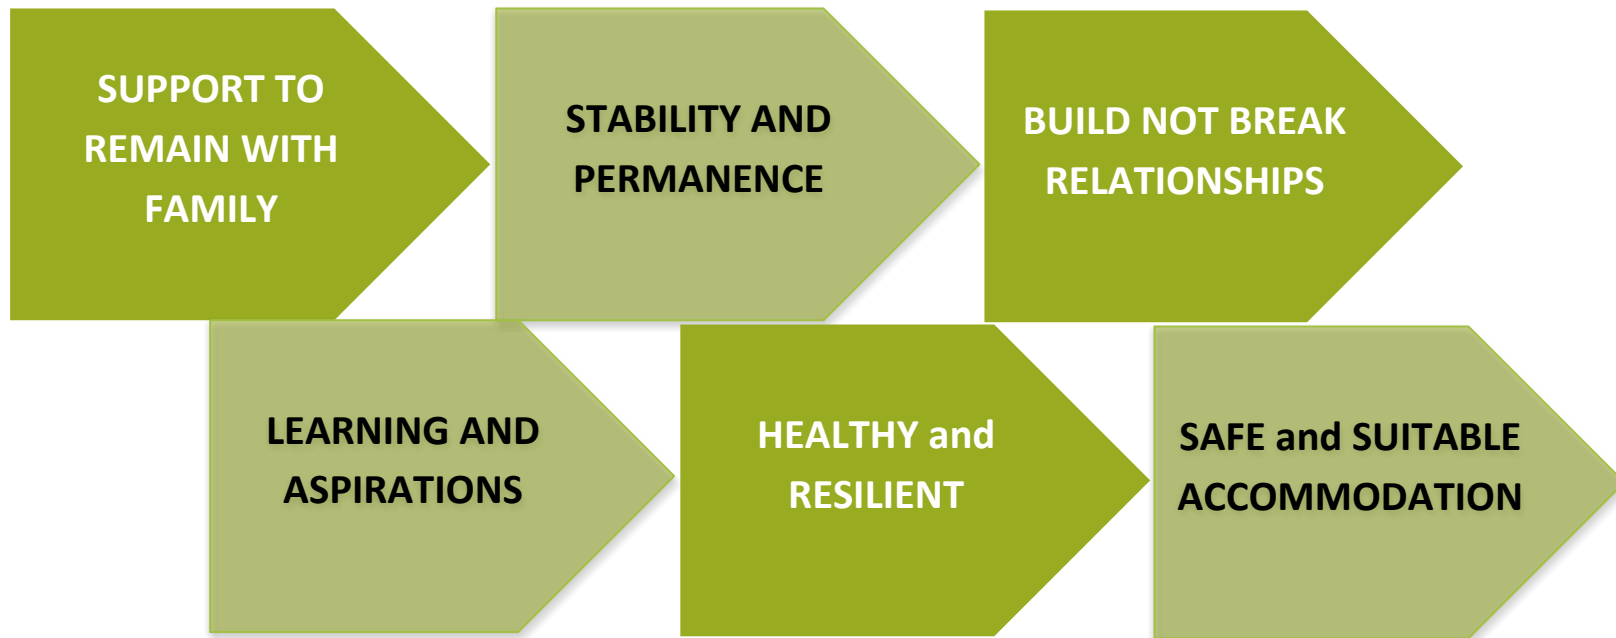 SUPPORT TO
REMAIN WITH
FAMILY
STABILITY AND
PERMANENCE
BUILD NOT BREAK
RELATIONSHIPS
LEARNING AND
ASPIRATIONS
HEALTHY and
RESILIENT
SAFE and SUITABLE
ACCOMMODATION